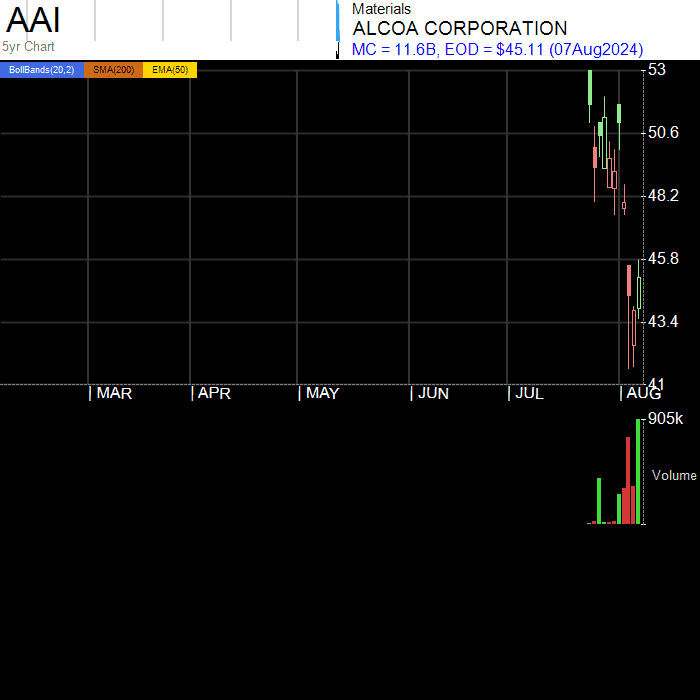 AAI
5yr Chart
Materials
ALCOA CORPORATION
MC = 11.6B, EOD = $45.11 (07Aug2024)
BollBands(20,2) SMA(200) EMA(50)
53
50.6
48.2
45.8
43.4
41
| MAR | APR | MAY | JUN | JUL | AUG
905k
Volume